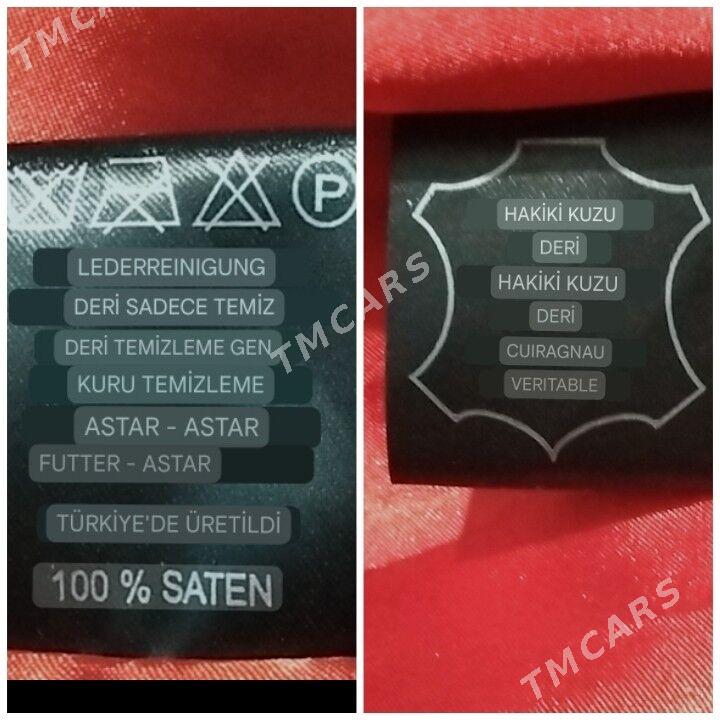 TMCARS
P
LEDERREINIGUNG
DERİ SADECE TEMİZ
DERİ TEMİZLEME GEN
KURU TEMİZLEME
ASTAR - ASTAR
FUTTER - ASTAR
TÜRKİYE'DE ÜRETİLDİ
100 % SATEN
TMCARS
HAKİKİ KUZU
DERİ
HAKİKİ KUZU
DERİ
CUIRAGNAU
VERITABLE
TMCARS